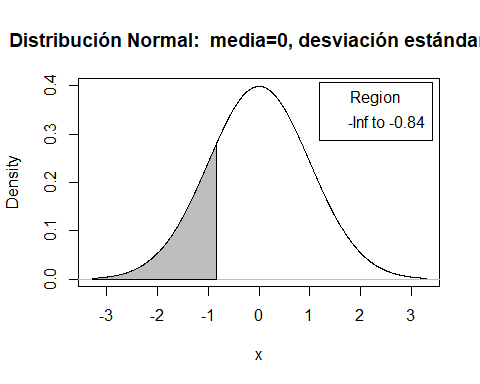 Distribución Normal:  media=0, desviación estándar
Region
-Inf to -0.84
Density
0.4
0.3
0.2
0.1
0.0
-3 -2 -1 0 1 2 3
x